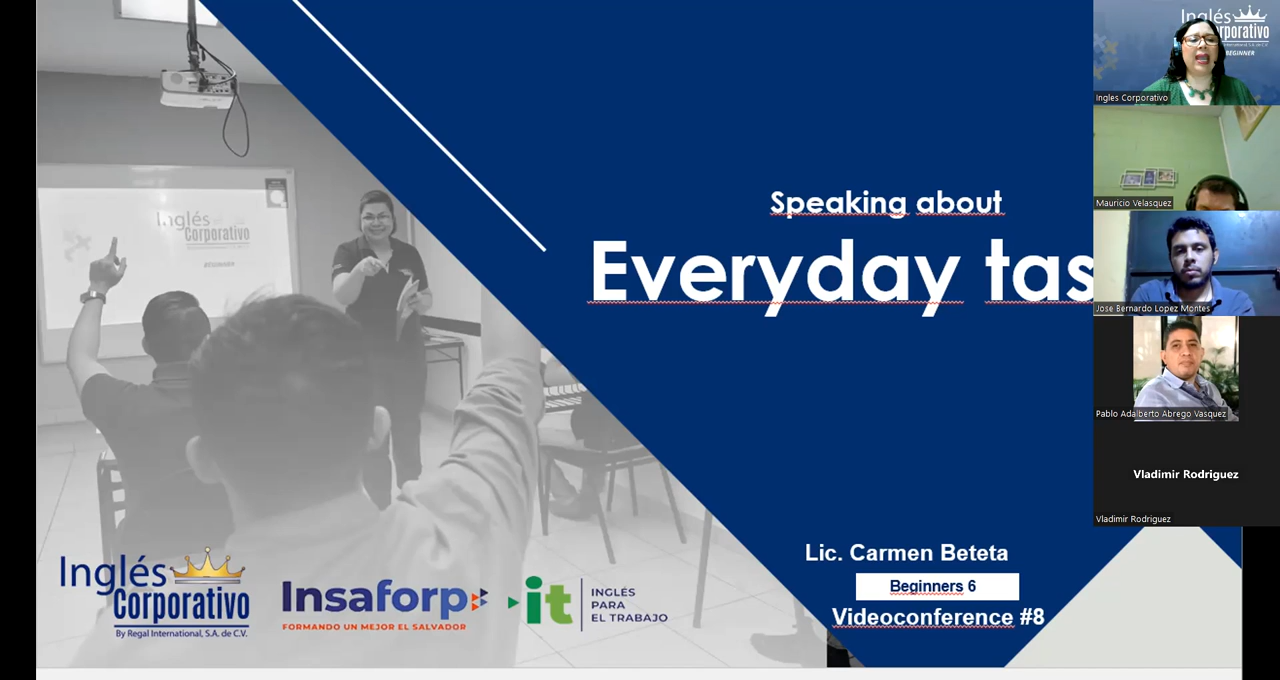 Speaking about
Everyday tas
Lic. Carmen Beteta
Beginners 6
Videoconference #8
Inglés
Corporativo
By Regal International, S.A. de C.V.
Insaforp
FORMANDO UN MEJOR EL SALVADOR
it
INGLÉS
PARA
EL TRABAJO
Inglés
Corporativo
BEGINNER
Inglés
Corporativo
BEGINNER
Ingles Corporativo
Mauricio Velasquez
Jose Bernardo Lopez Montes
Pablo Adalberto Abrego Vasquez
Vladimir Rodriguez
Vladimir Rodriguez